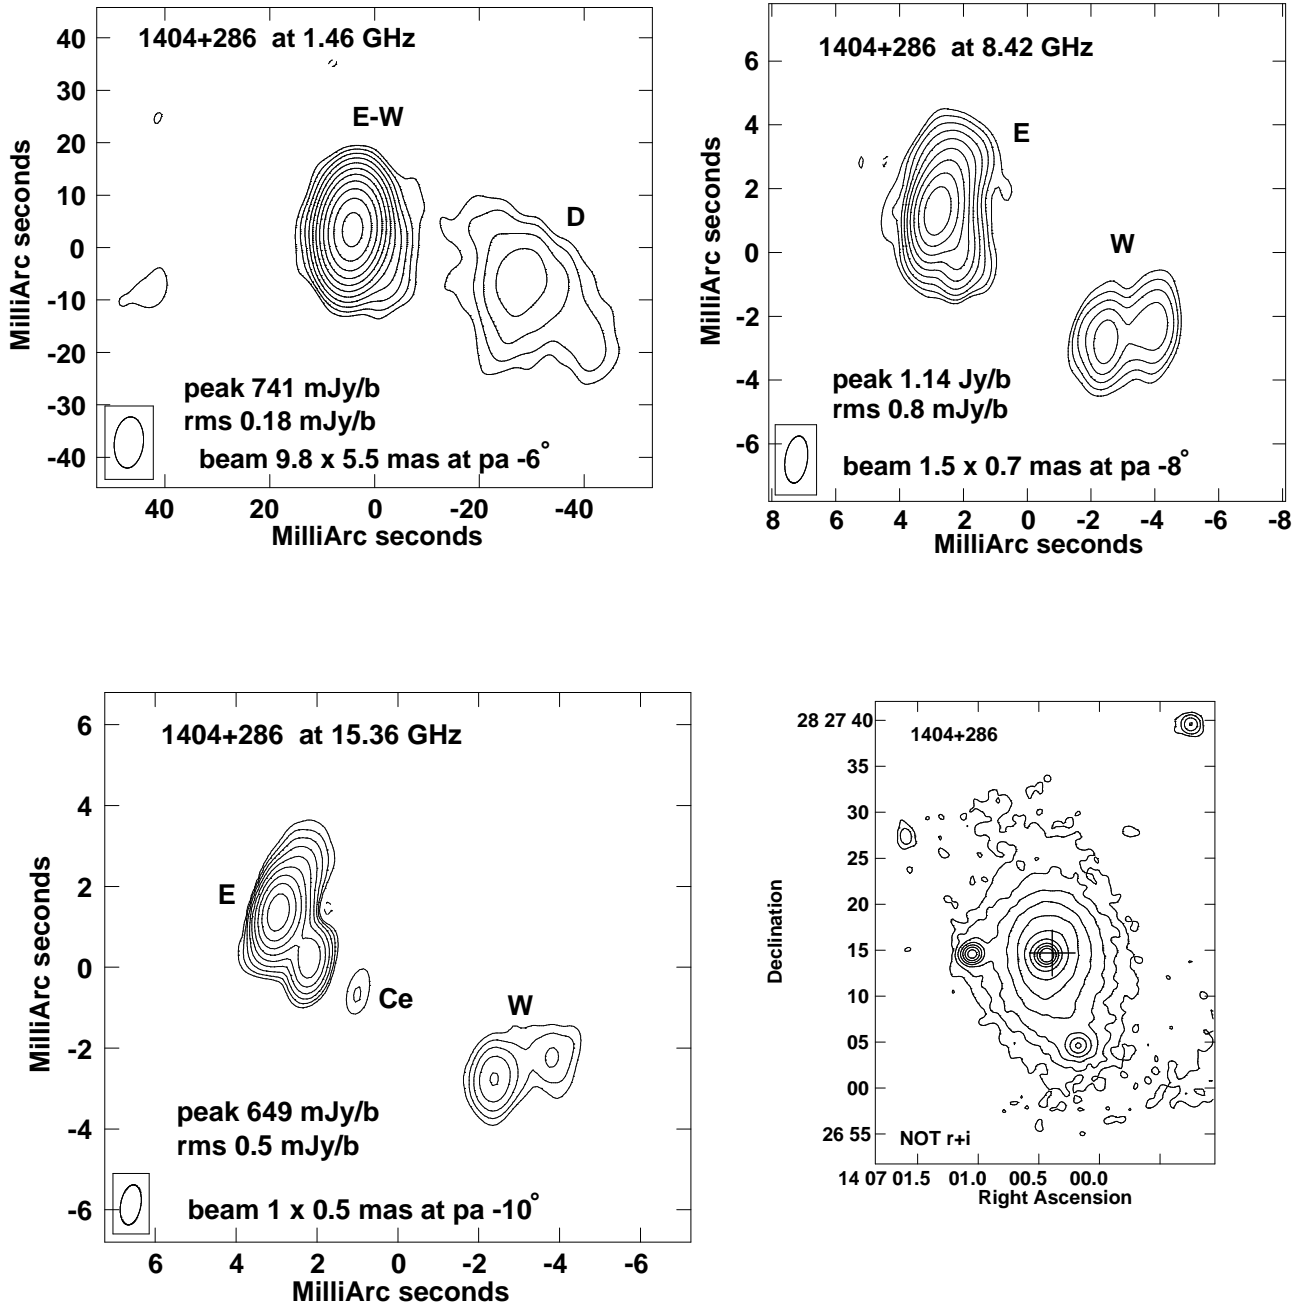 1404+286 at 1.46 GHz
E-W
D
MilliArc seconds
40
30
20
10
0
-10
-20
-30
-40
peak 741 mJy/b
rms 0.18 mJy/b
beam 9.8 x 5.5 mas at pa -6°
40 20 0 -20 -40
MilliArc seconds
1404+286 at 8.42 GHz
E
W
MilliArc seconds
6
4
2
0
-2
-4
-6
peak 1.14 Jy/b
rms 0.8 mJy/b
beam 1.5 x 0.7 mas at pa -8°
8 6 4 2 0 -2 -4 -6 -8
MilliArc seconds
1404+286 at 15.36 GHz
E
Ce
W
MilliArc seconds
6
4
2
0
-2
-4
-6
peak 649 mJy/b
rms 0.5 mJy/b
beam 1 x 0.5 mas at pa -10°
6 4 2 0 -2 -4 -6
MilliArc seconds
1404+286
Declination
28 27 40
35
30
25
20
15
10
05
00
26 55
NOT r+i
14 07 01.5 01.0 00.5 00.0
Right Ascension